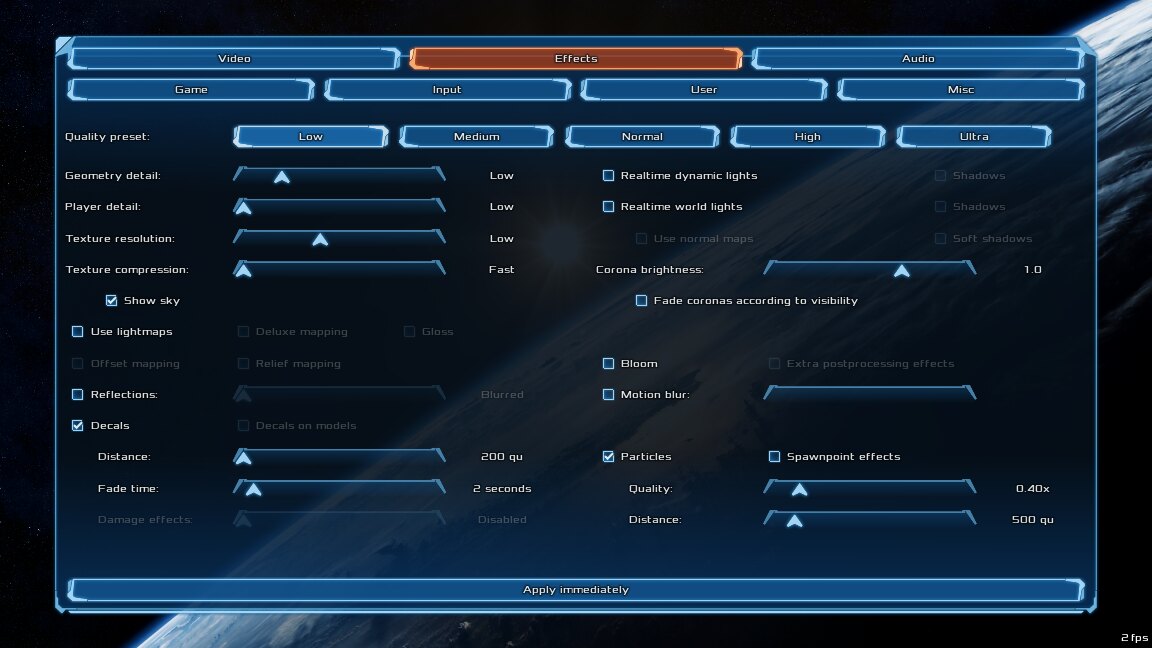 Video Effects Audio
Game Input User Misc
Quality preset: Low Medium Normal High Ultra
Geometry detail: Low Realtime dynamic lights Shadows
Player detail: Low Realtime world lights Shadows
Texture resolution: Low Use normal maps Soft shadows
Texture compression: Fast Corona brightness: 1.0
Show sky Fade coronas according to visibility
Use lightmaps Deluxe mapping Gloss
Offset mapping Relief mapping Bloom Extra postprocessing effects
Reflections: Blurred Motion blur:
Decals Decals on models
Distance: 200 qu Particles Spawnpoint effects
Fade time: 2 seconds Quality: 0.40x
Damage effects: Disabled Distance: 500 qu
Apply immediately
2 fps